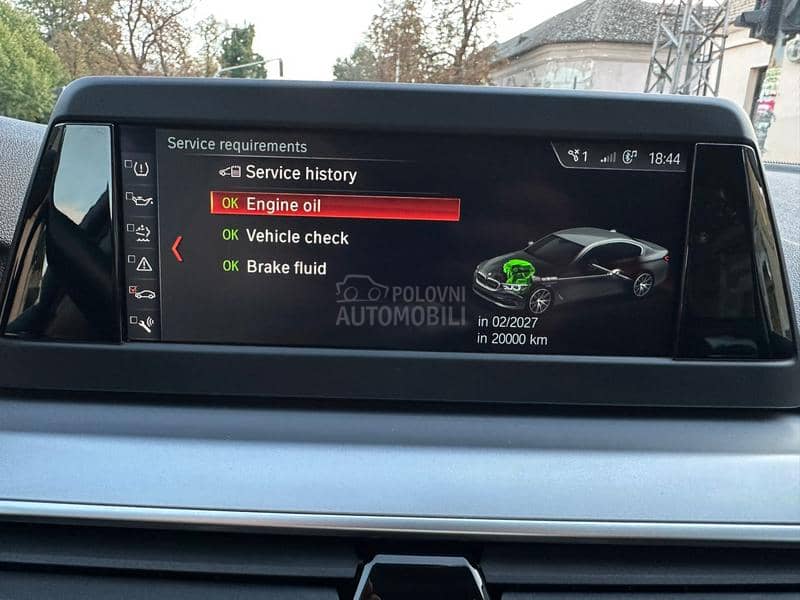 Service requirements
1 18:44
Service history
OK Engine oil
OK Vehicle check
OK Brake fluid
POLOVNI
AUTOMOBILI
in 02/2027
in 20000 km